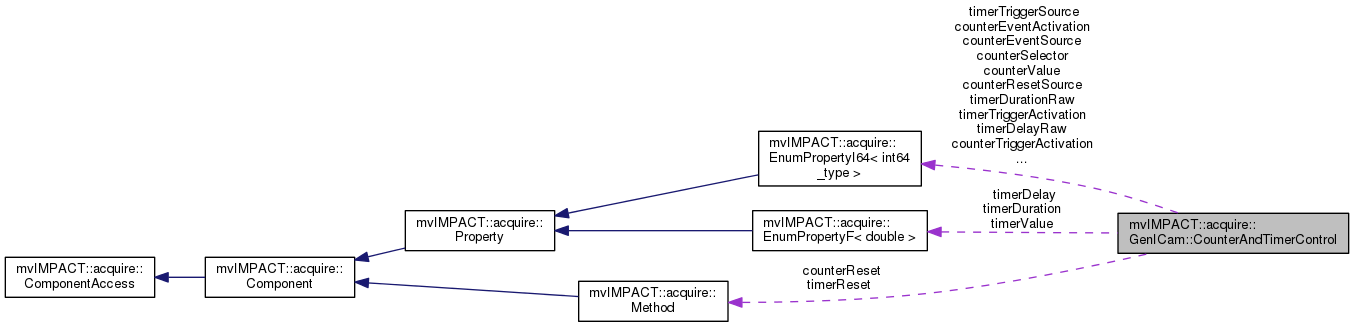 timerTriggerSource
counterEventActivation
counterEventSource
counterSelector
counterValue
counterResetSource
timerDurationRaw
timerTriggerActivation
timerDelayRaw
counterTriggerActivation
...
mvIMPACT::acquire::
EnumPropertyI64< int64
_type >
timerDelay
timerDuration
timerValue
mvIMPACT::acquire::
Property
mvIMPACT::acquire::
EnumPropertyF< double >
mvIMPACT::acquire::
GenICam::CounterAndTimerControl
mvIMPACT::acquire::
ComponentAccess
mvIMPACT::acquire::
Component
counterReset
timerReset
mvIMPACT::acquire::
Method